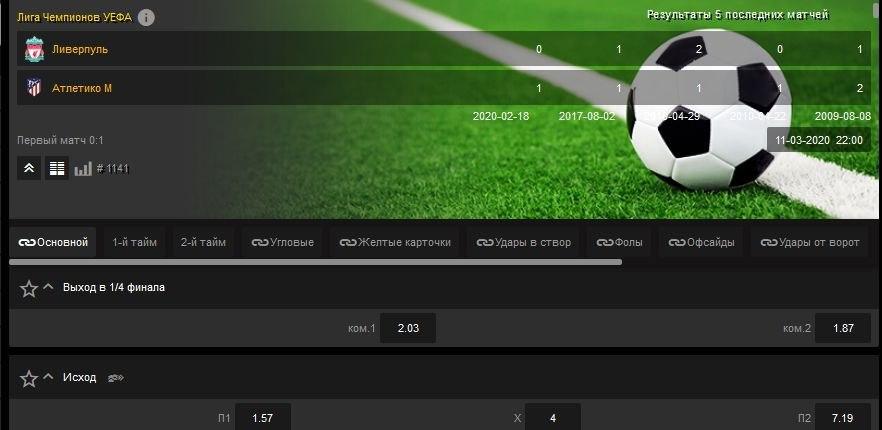 Лига Чемпионов УЕФА
Результаты 5 последних матчей
Ливерпуль 0 1 2 0 1
Атлетико М 1 1 1 1 2
2020-02-18 2017-08-02 2010-04-29 2010-04-22 2009-08-08
Первый матч 0:1
11-03-2020 22:00
# 1141
Основной 1-й тайм 2-й тайм Угловые Желтые карточки Удары в створ Фолы Офсайды Удары от ворот
Выход в 1/4 финала
ком.1 2.03 ком.2 1.87
Исход
П1 1.57 X 4 П2 7.19